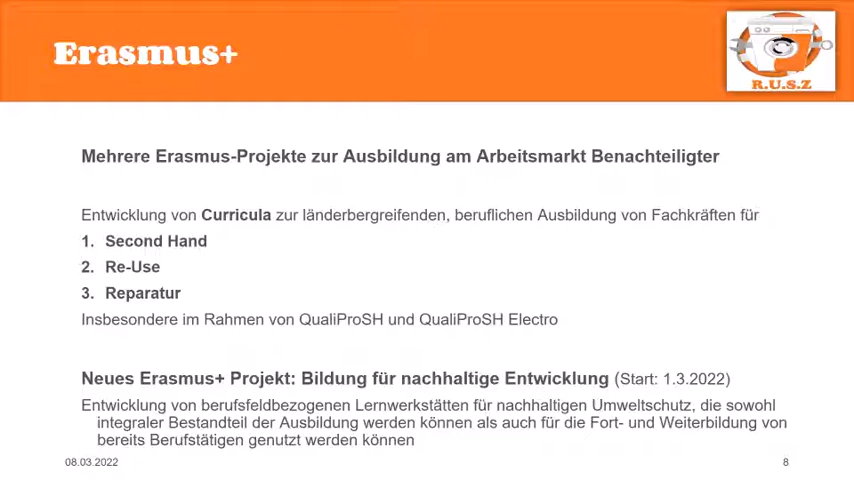 Erasmus+
R.U.S.Z
Mehrere Erasmus-Projekte zur Ausbildung am Arbeitsmarkt Benachteiligter
Entwicklung von Curricula zur länderbergreifenden, beruflichen Ausbildung von Fachkräften für
1. Second Hand
2. Re-Use
3. Reparatur
Insbesondere im Rahmen von QualiProSH und QualiProSH Electro
Neues Erasmus+ Projekt: Bildung für nachhaltige Entwicklung (Start: 1.3.2022)
Entwicklung von berufsfeldbezogenen Lernwerkstätten für nachhaltigen Umweltschutz, die sowohl
integraler Bestandteil der Ausbildung werden können als auch für die Fort- und Weiterbildung von
bereits Berufstätigen genutzt werden können
08.03.2022
8